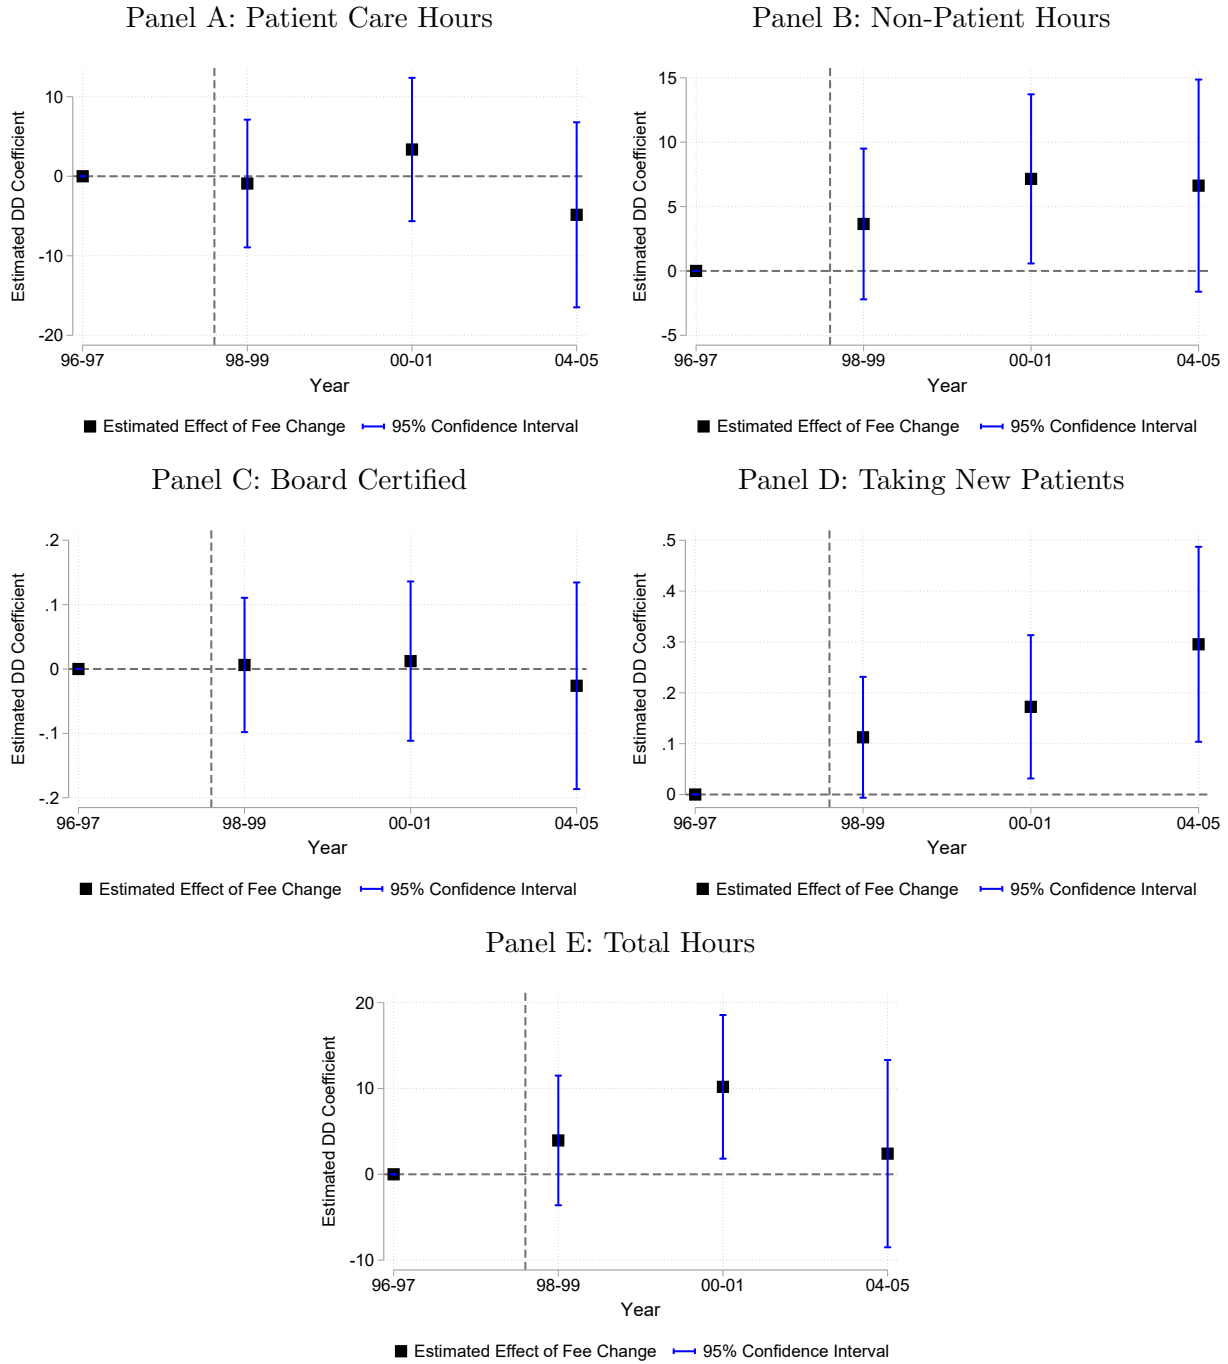 Panel A: Patient Care Hours
Estimated DD Coefficient
10
0
-10
-20
96-97
98-99
00-01
04-05
Year
Estimated Effect of Fee Change
95% Confidence Interval
Panel B: Non-Patient Hours
Estimated DD Coefficient
15
10
5
0
-5
96-97
98-99
00-01
04-05
Year
Estimated Effect of Fee Change
95% Confidence Interval
Panel C: Board Certified
Estimated DD Coefficient
.2
.1
0
-.1
-.2
96-97
98-99
00-01
04-05
Year
Estimated Effect of Fee Change
95% Confidence Interval
Panel D: Taking New Patients
Estimated DD Coefficient
.5
.4
.3
.2
.1
0
96-97
98-99
00-01
04-05
Year
Estimated Effect of Fee Change
95% Confidence Interval
Panel E: Total Hours
Estimated DD Coefficient
20
10
0
-10
96-97
98-99
00-01
04-05
Year
Estimated Effect of Fee Change
95% Confidence Interval